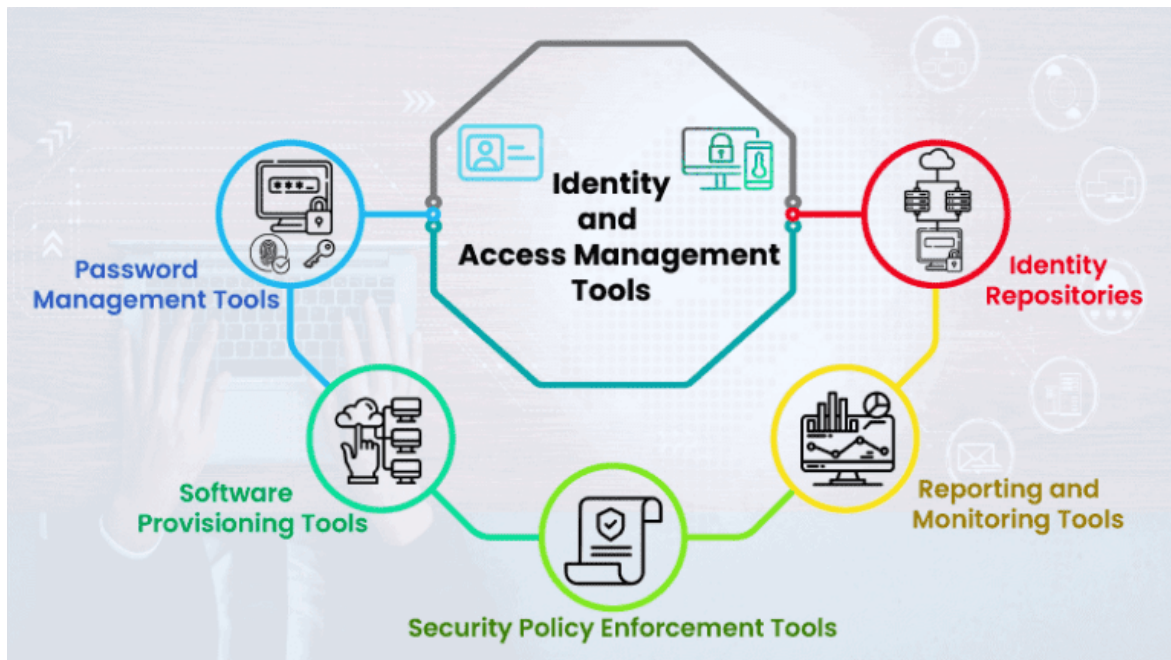 Identity
and
Access Management
Tools
Password
Management Tools
Identity
Repositories
Software
Provisioning Tools
Reporting and
Monitoring Tools
Security Policy Enforcement Tools